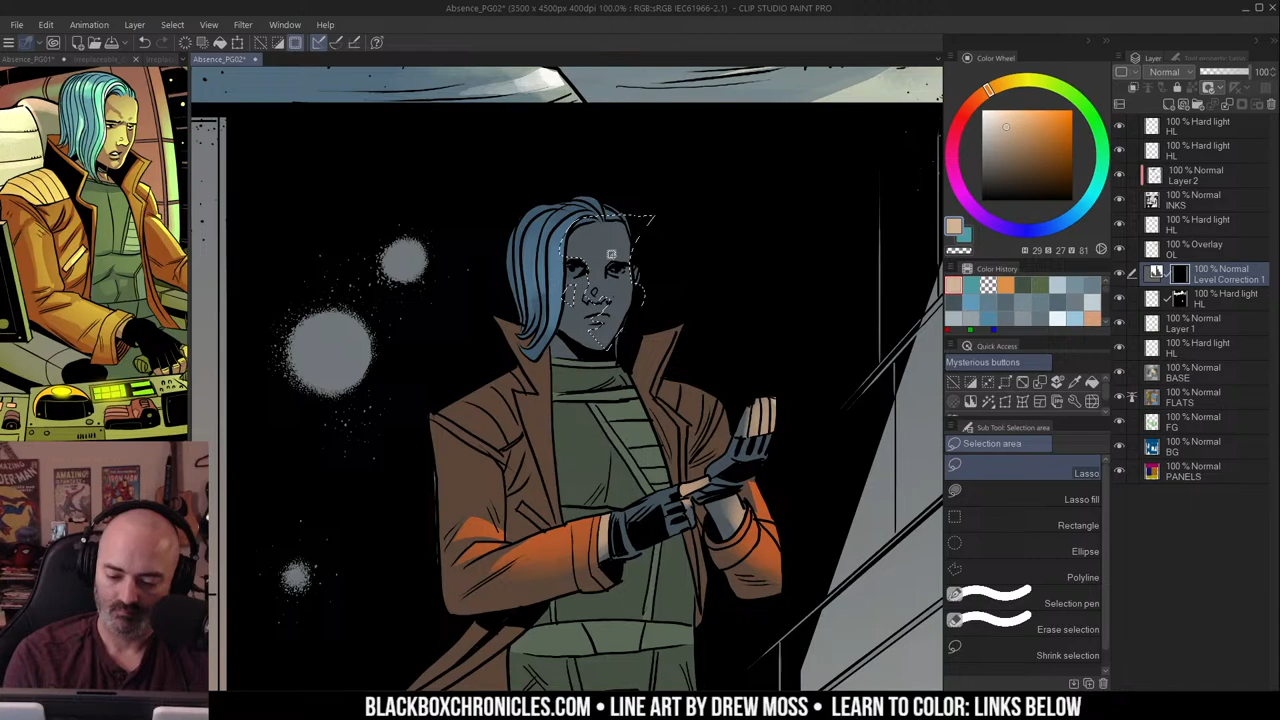 Absence_PG02* (3500 x 4500px 400dpi 100.0% : RGB:sRGB IEC61966-2.1) - CLIP STUDIO PAINT PRO
File Edit Animation Layer Select View Filter Window Help
Absence_PG01*
Absence_PG02*
Color Wheel
H 29 S 27 V 81
Color History
Quick Access
Mysterious buttons
Sub Tool: Selection area
Selection area
Lasso
Lasso fill
Rectangle
Ellipse
Polyline
Selection pen
Erase selection
Shrink selection
Layer
Normal
100
100 % Hard light
HL
100 % Hard light
HL
100 % Normal
Layer 2
100 % Normal
INKS
100 % Hard light
HL
100 % Overlay
OL
100 % Normal
Level Correction 1
100 % Hard light
HL
100 % Normal
Layer 1
100 % Hard light
HL
100 % Normal
BASE
100 % Normal
FLATS
100 % Normal
FG
100 % Normal
BG
100 % Normal
PANELS
BLACKBOXCHRONICLES.COM • LINE ART BY DREW MOSS • LEARN TO COLOR: LINKS BELOW